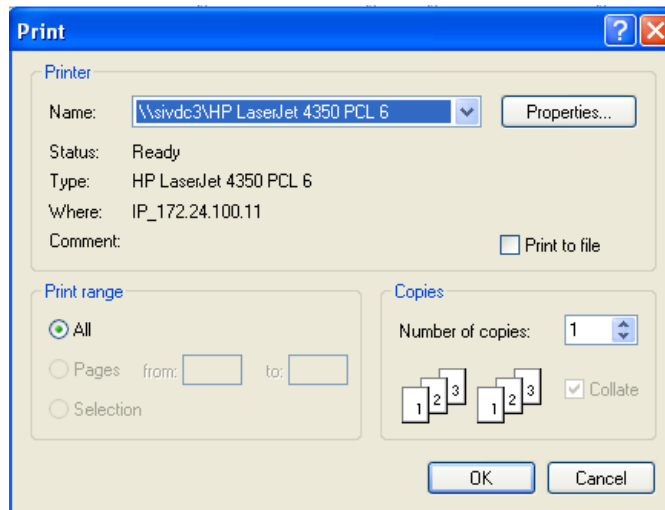 Print
Printer
Name: \\sivdc3\HP LaserJet 4350 PCL 6 Properties...
Status: Ready
Type: HP LaserJet 4350 PCL 6
Where: IP_172.24.100.11
Comment: Print to file
Print range
All
Pages from: to:
Selection
Copies
Number of copies: 1
1 2 3 1 2 3 Collate
OK Cancel